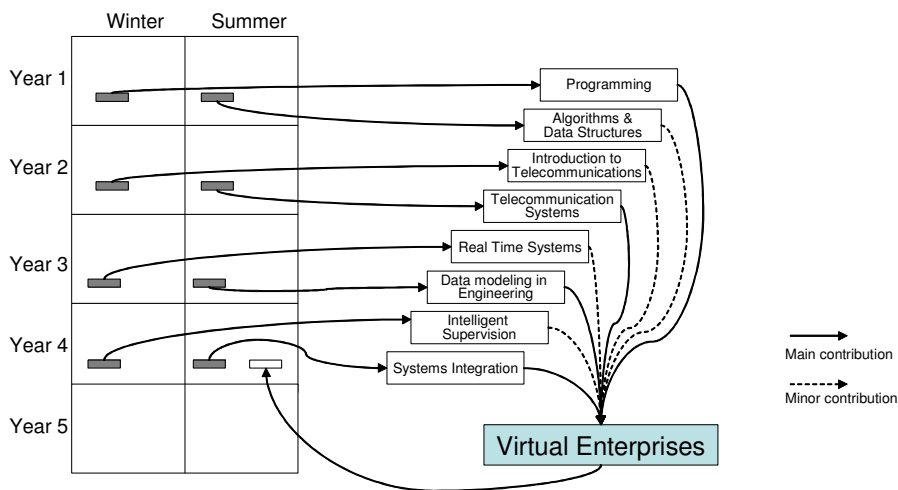 Winter
Summer
Year 1
Programming
Algorithms &
Data Structures
Year 2
Introduction to
Telecommunications
Telecommunication
Systems
Year 3
Real Time Systems
Data modeling in
Engineering
Year 4
Intelligent
Supervision
Systems Integration
Main contribution
Minor contribution
Year 5
Virtual Enterprises